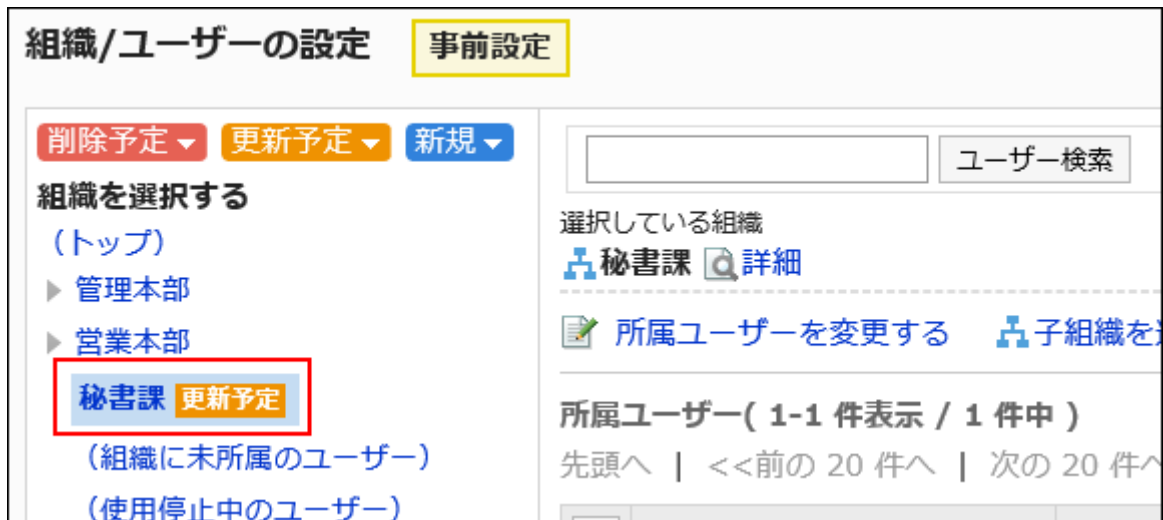 組織/ユーザーの設定 事前設定
削除予定 更新予定 新規
組織を選択する
(トップ)
管理本部
営業本部
秘書課 更新予定
(組織に未所属のユーザー)
(使用停止中のユーザー)
ユーザー検索
選択している組織
秘書課 詳細
所属ユーザーを変更する 子組織を
所属ユーザー( 1-1 件表示 / 1 件中 )
先頭へ | <<前の 20 件へ | 次の 20 件へ